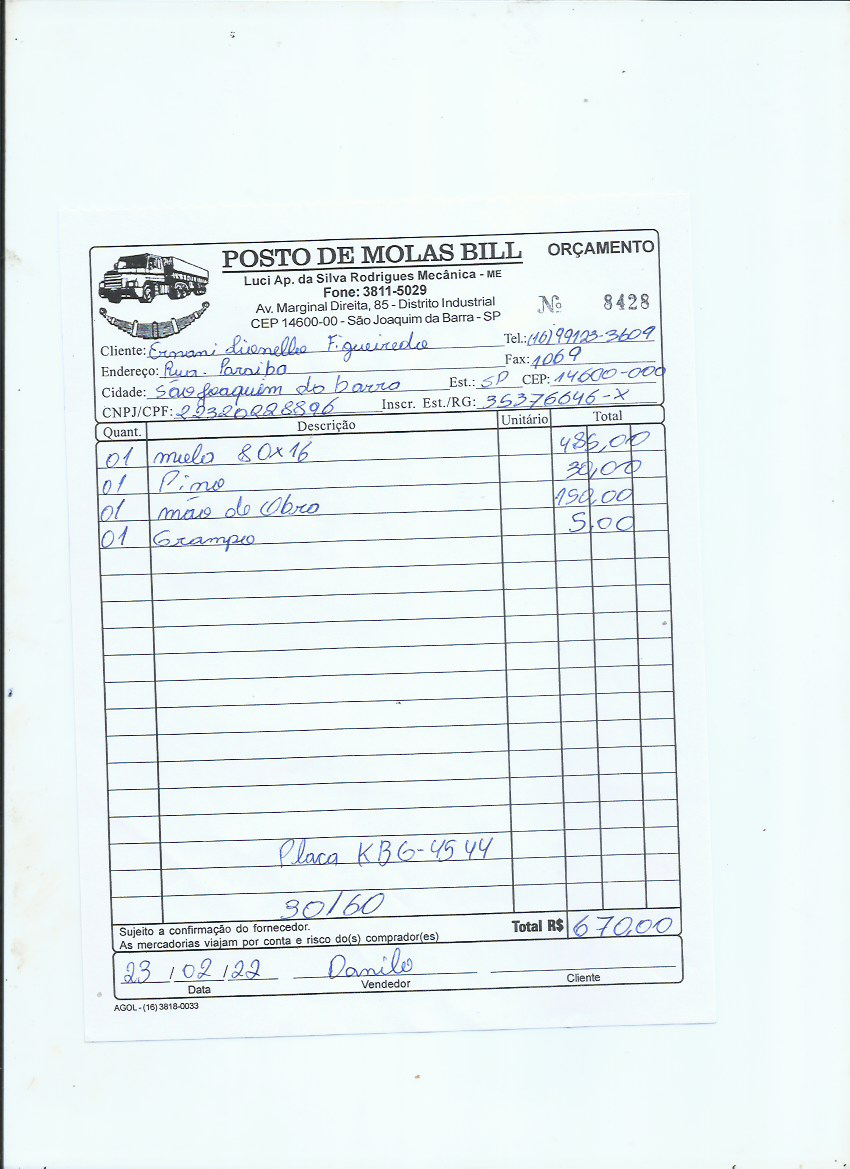 POSTO DE MOLAS BILL ORÇAMENTO
Luci Ap. da Silva Rodrigues Mecânica - ME
Fone: 3811-5029
Av. Marginal Direita, 85 - Distrito Industrial
CEP 14600-00 - São Joaquim da Barra - SP
Nº 8428
Cliente: Ernani Lionello Figueiredo Tel.: (16) 99123-3609
Endereço: Rua. Paraiba Fax: 1069
Cidade: São Joaquim da barra Est.: SP CEP: 14600-000
CNPJ/CPF: 22320228896 Inscr. Est./RG: 35376646-X
Quant. Descrição Unitário Total
01 mola 80x16 485,00
01 Pino 30,00
01 mão de Obra 150,00
01 Grampo 5,00
Placa KBG-4544
30/60
Sujeito a confirmação do fornecedor.
As mercadorias viajam por conta e risco do(s) comprador(es)
Total R$ 670,00
23 / 02 / 22 Danilo
Data Vendedor Cliente
AGOL - (16) 3818-0033